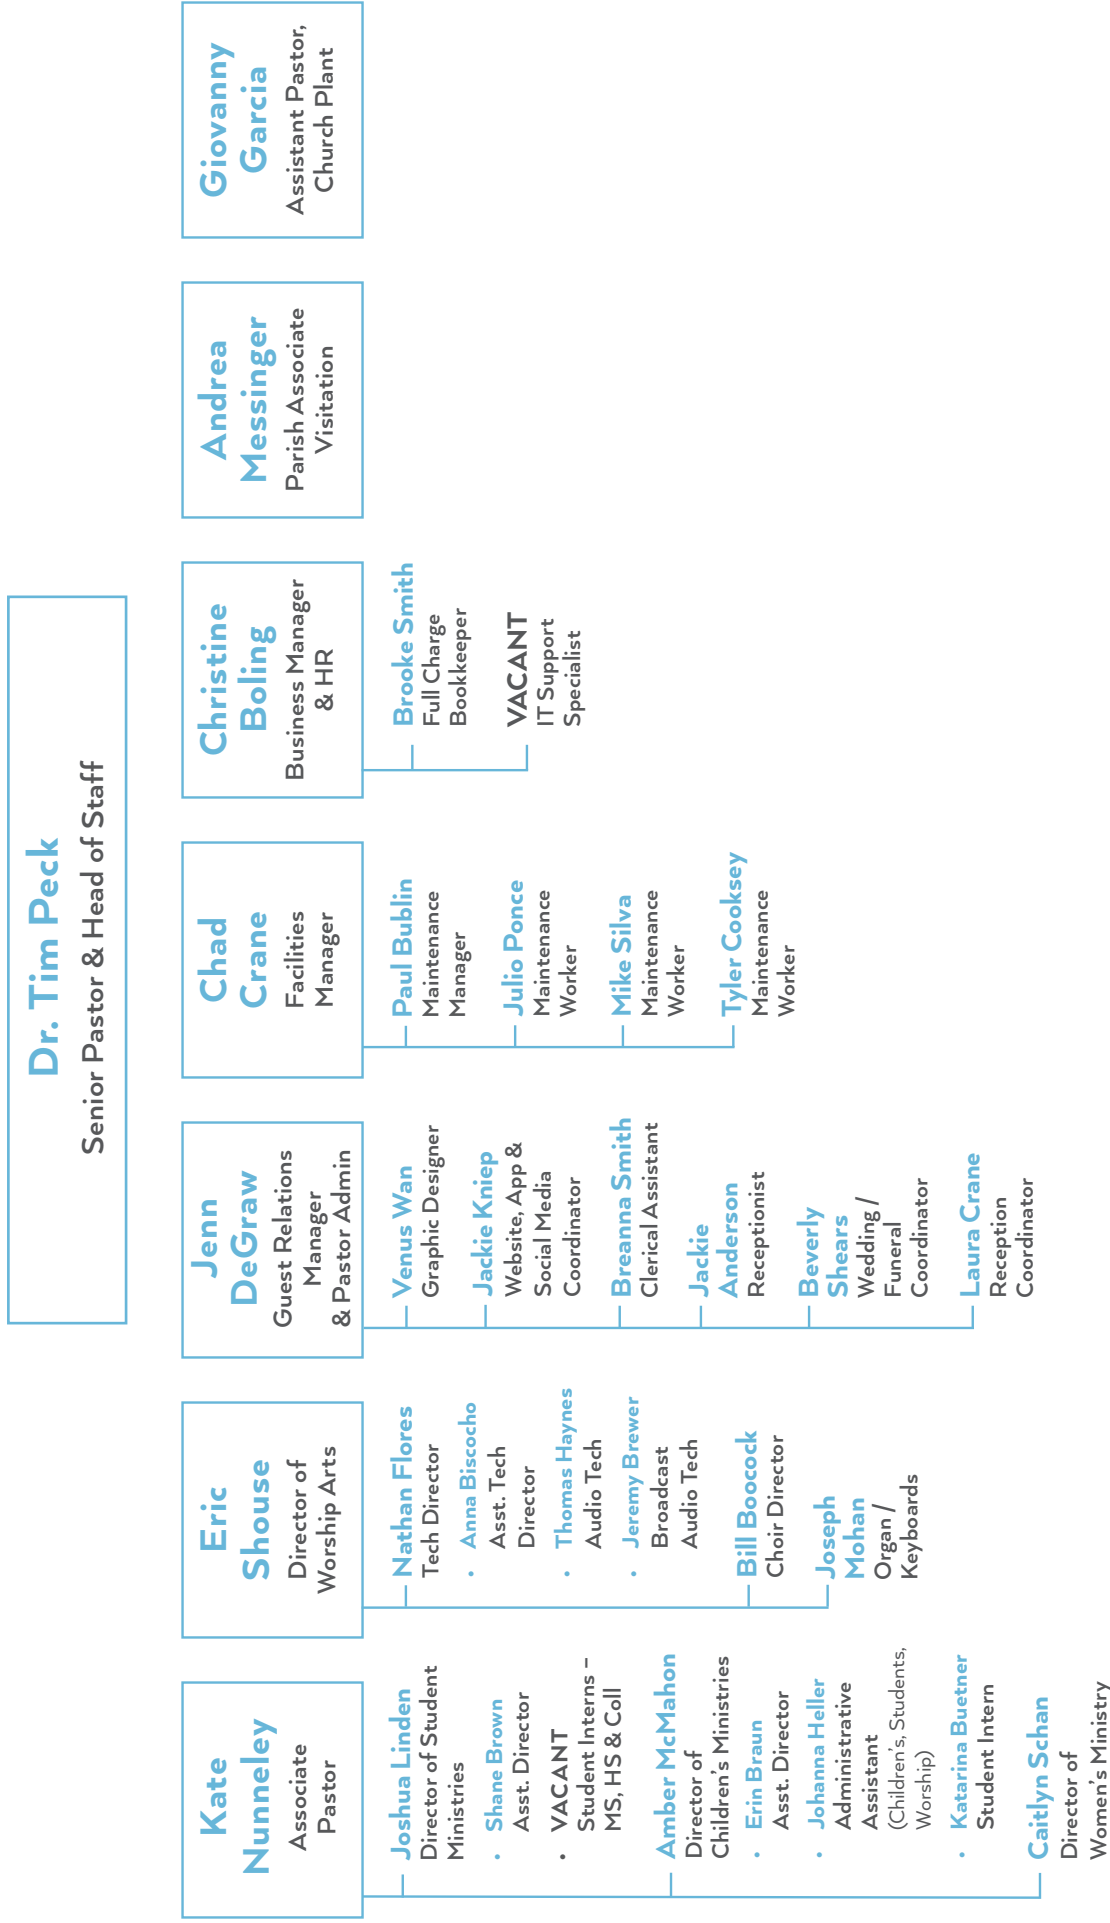 Dr. Tim Peck
Senior Pastor & Head of Staff
Kate
Nunneley
Associate
Pastor
Joshua Linden
Director of Student
Ministries
• Shane Brown
Asst. Director
• VACANT
Student Interns –
MS, HS & Coll
Amber McMahon
Director of
Children's Ministries
• Erin Braun
Asst. Director
• Johanna Heller
Administrative
Assistant
(Children's, Students,
Worship)
• Katarina Buetner
Student Intern
Caitlyn Schan
Director of
Women's Ministry
Eric
Shouse
Director of
Worship Arts
Nathan Flores
Tech Director
• Anna Biscocho
Asst. Tech
Director
• Thomas Haynes
Audio Tech
• Jeremy Brewer
Broadcast
Audio Tech
Bill Boocock
Choir Director
Joseph
Mohan
Organ /
Keyboards
Jenn
DeGraw
Guest Relations
Manager
& Pastor Admin
Venus Wan
Graphic Designer
Jackie Kniep
Website, App &
Social Media
Coordinator
Breanna Smith
Clerical Assistant
Jackie
Anderson
Receptionist
Beverly
Shears
Wedding /
Funeral
Coordinator
Laura Crane
Reception
Coordinator
Chad
Crane
Facilities
Manager
Paul Bublin
Maintenance
Manager
Julio Ponce
Maintenance
Worker
Mike Silva
Maintenance
Worker
Tyler Cooksey
Maintenance
Worker
Christine
Boling
Business Manager
& HR
Brooke Smith
Full Charge
Bookkeeper
VACANT
IT Support
Specialist
Andrea
Messinger
Parish Associate
Visitation
Giovanny
Garcia
Assistant Pastor,
Church Plant